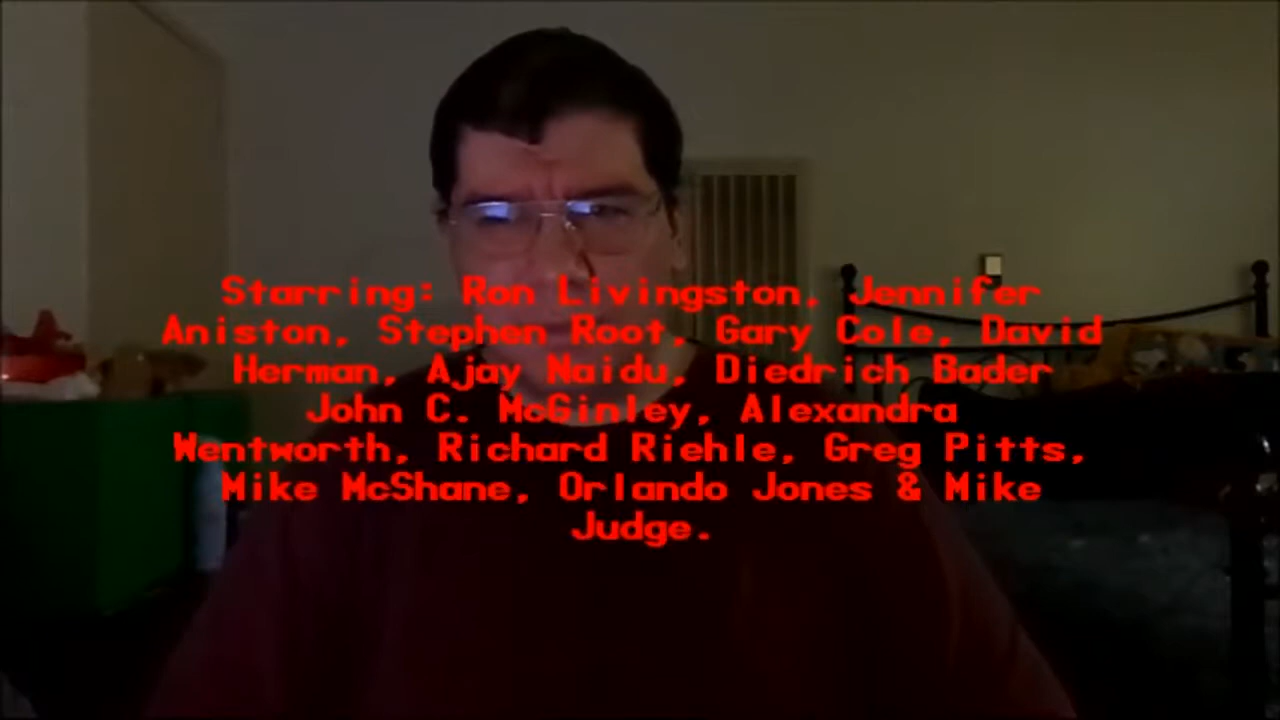 Starring: Ron Livingston, Jennifer
Aniston, Stephen Root, Gary Cole, David
Herman, Ajay Naidu, Diedrich Bader
John C. McGinley, Alexandra
Wentworth, Richard Riehle, Greg Pitts,
Mike McShane, Orlando Jones & Mike
Judge.